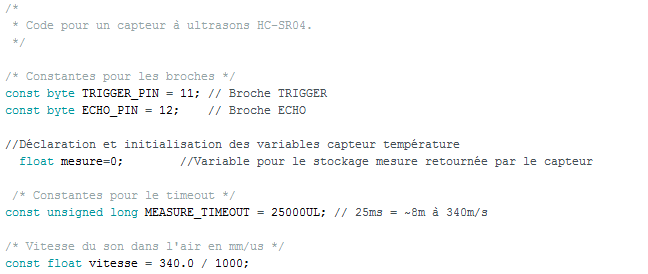 /*
 * Code pour un capteur à ultrasons HC-SR04.
 */
/* Constantes pour les broches */
const byte TRIGGER_PIN = 11; // Broche TRIGGER
const byte ECHO_PIN = 12;    // Broche ECHO
//Déclaration et initialisation des variables capteur température
  float mesure=0;        //Variable pour le stockage mesure retournée par le capteur
 /* Constantes pour le timeout */
const unsigned long MEASURE_TIMEOUT = 25000UL; // 25ms = ~8m à 340m/s
/* Vitesse du son dans l'air en mm/us */
const float vitesse = 340.0 / 1000;